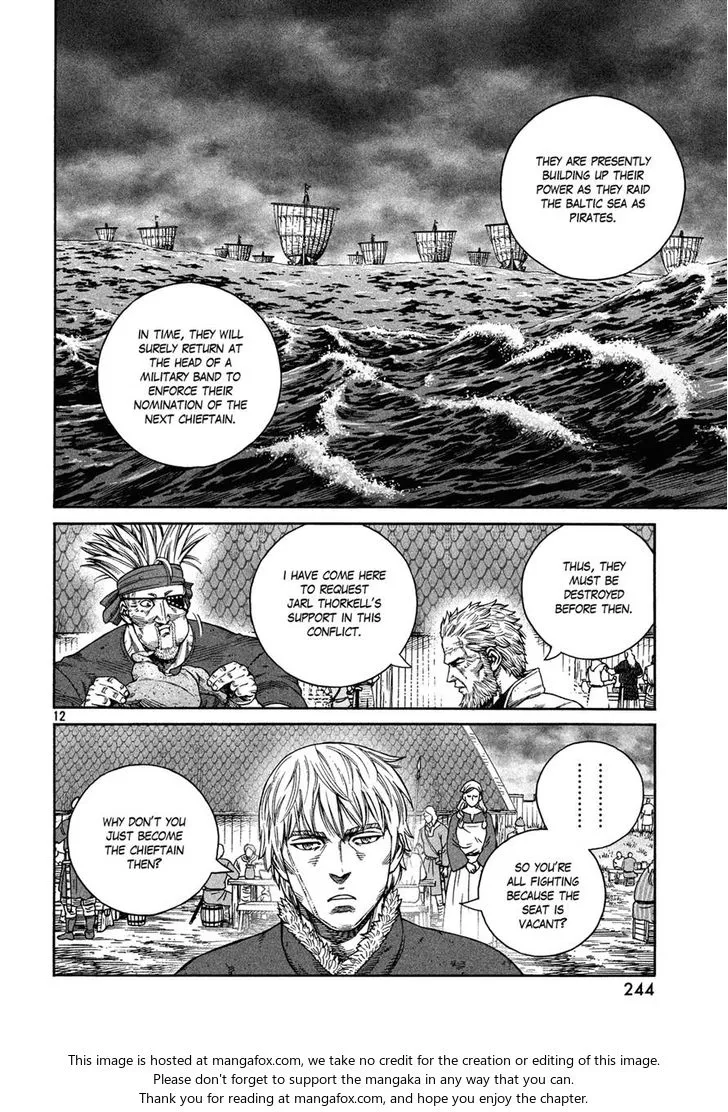 THEY ARE PRESENTLY
BUILDING UP THEIR
POWER AS THEY RAID
THE BALTIC SEA AS
PIRATES.
IN TIME, THEY WILL
SURELY RETURN AT
THE HEAD OF A
MILITARY BAND TO
ENFORCE THEIR
NOMINATION OF THE
NEXT CHIEFTAIN.
THUS, THEY
MUST BE
DESTROYED
BEFORE THEN.
I HAVE COME HERE
TO REQUEST
JARL THORKELL'S
SUPPORT IN THIS
CONFLICT.
12
SO YOU'RE
ALL FIGHTING
BECAUSE THE
SEAT IS
VACANT?
WHY DON'T YOU
JUST BECOME
THE CHIEFTAIN
THEN?
244
This image is hosted at mangafox.com, we take no credit for the creation or editing of this image.
Please don't forget to support the mangaka in any way that you can.
Thank you for reading at mangafox.com, and hope you enjoy the chapter.